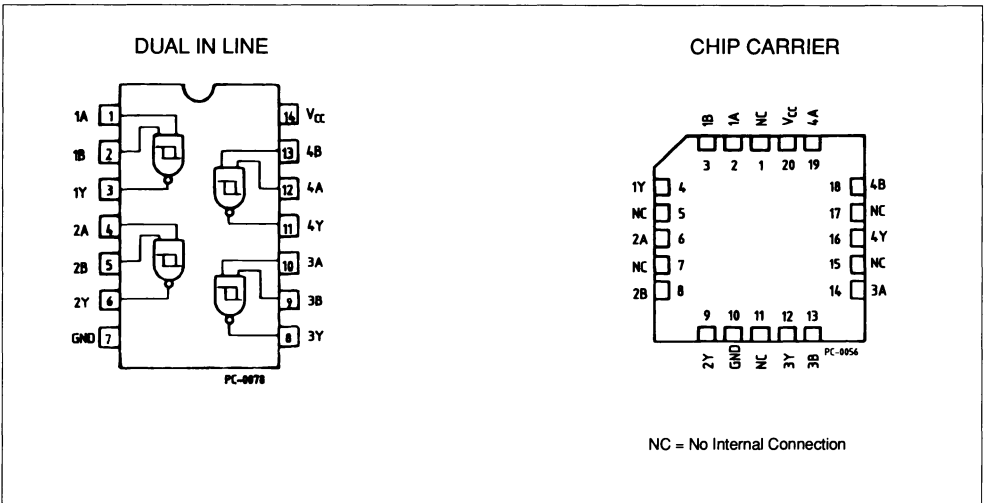 DUAL IN LINE
1A 1
1B 2
1Y 3
2A 4
2B 5
2Y 6
GND 7
14 VCC
13 4B
12 4A
11 4Y
10 3A
9 3B
8 3Y
PC-0078
CHIP CARRIER
1B 1A NC VCC 4A
3 2 1 20 19
1Y 4
NC 5
2A 6
NC 7
2B 8
18 4B
17 NC
16 4Y
15 NC
14 3A
9 10 11 12 13
2Y GND NC 3Y 3B
PC-0056
NC = No Internal Connection